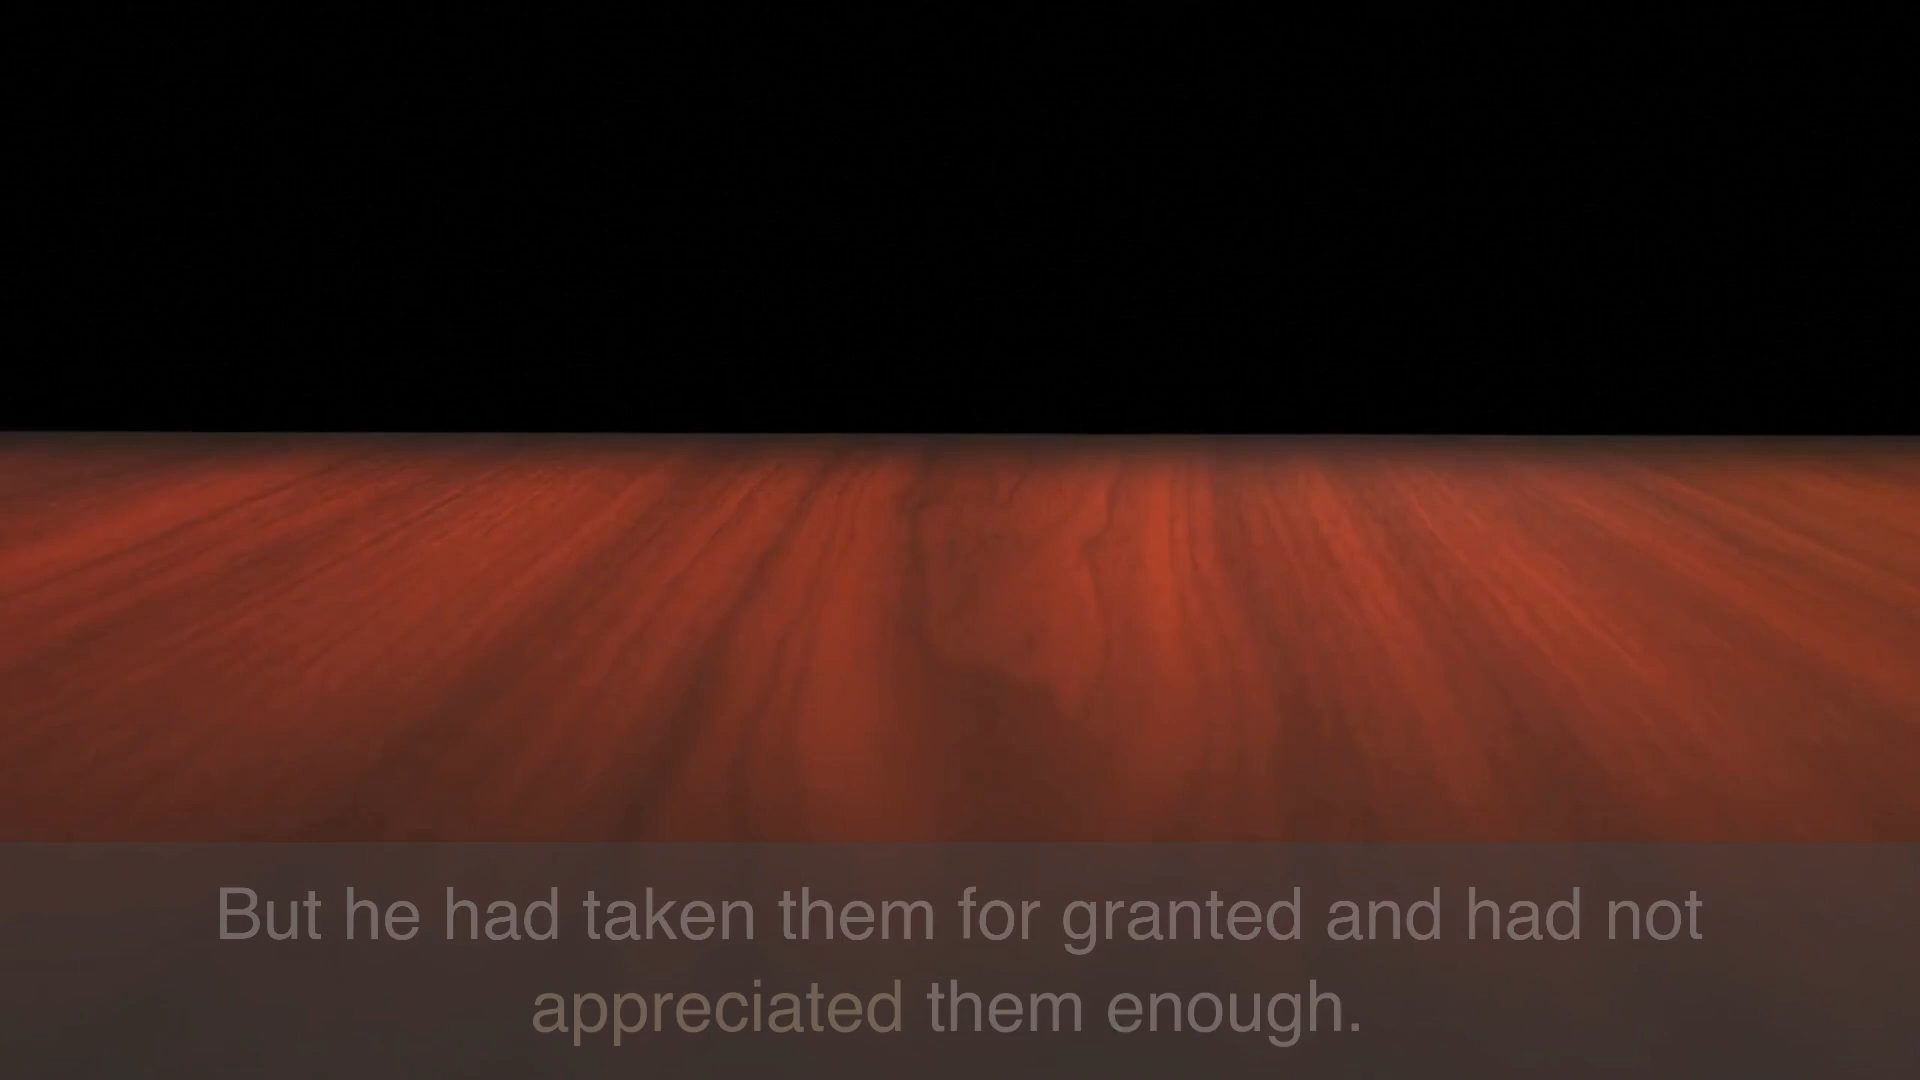 But he had taken them for granted and had not
appreciated them enough.